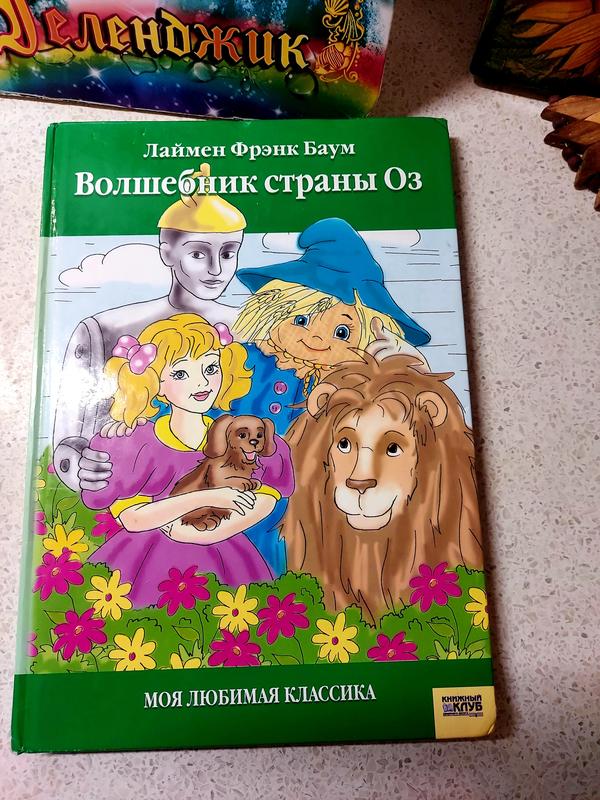 Геленджик
Лаймен Фрэнк Баум
Волшебник страны Оз
МОЯ ЛЮБИМАЯ КЛАССИКА
КНИЖНЫЙ
КЛУБ